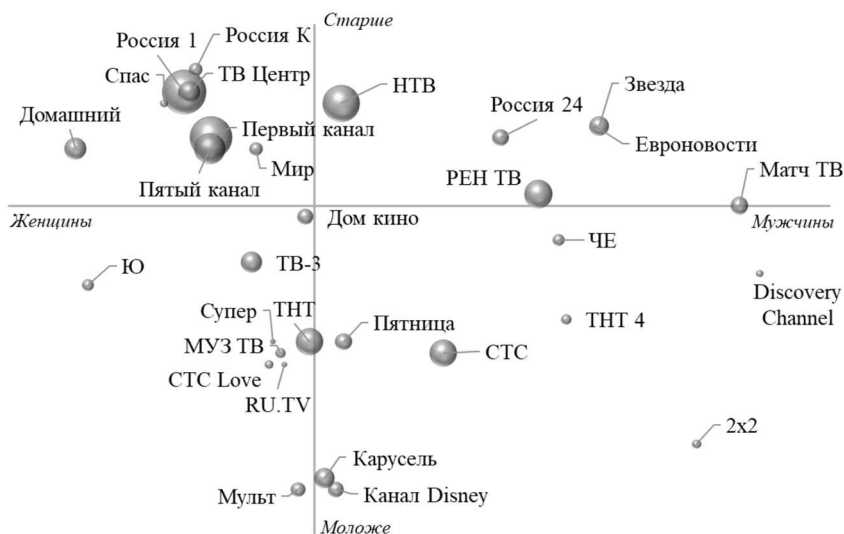 Старше
Россия 1
Россия К
Спас
ТВ Центр
НТВ
Звезда
Россия 24
Домашний
Первый канал
Евроновости
Мир
Пятый канал
РЕН ТВ
Матч ТВ
Женщины
Дом кино
Мужчины
ЧЕ
Ю
ТВ-3
Discovery
Channel
Супер
ТНТ
Пятница
ТНТ 4
МУЗ ТВ
СТС
СТС Love
RU.TV
2x2
Карусель
Мульт
Канал Disney
Моложе